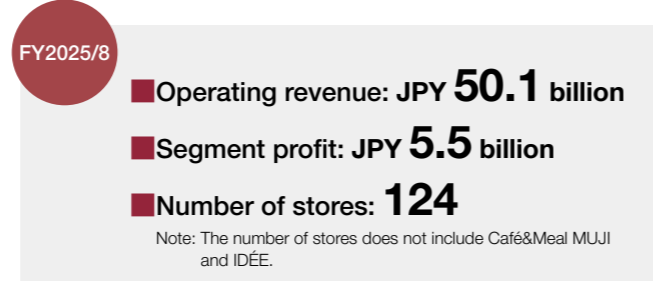 FY2025/8
■Operating revenue: JPY 50.1 billion
■Segment profit: JPY 5.5 billion
■Number of stores: 124
Note: The number of stores does not include Café&Meal MUJI
and IDÉE.